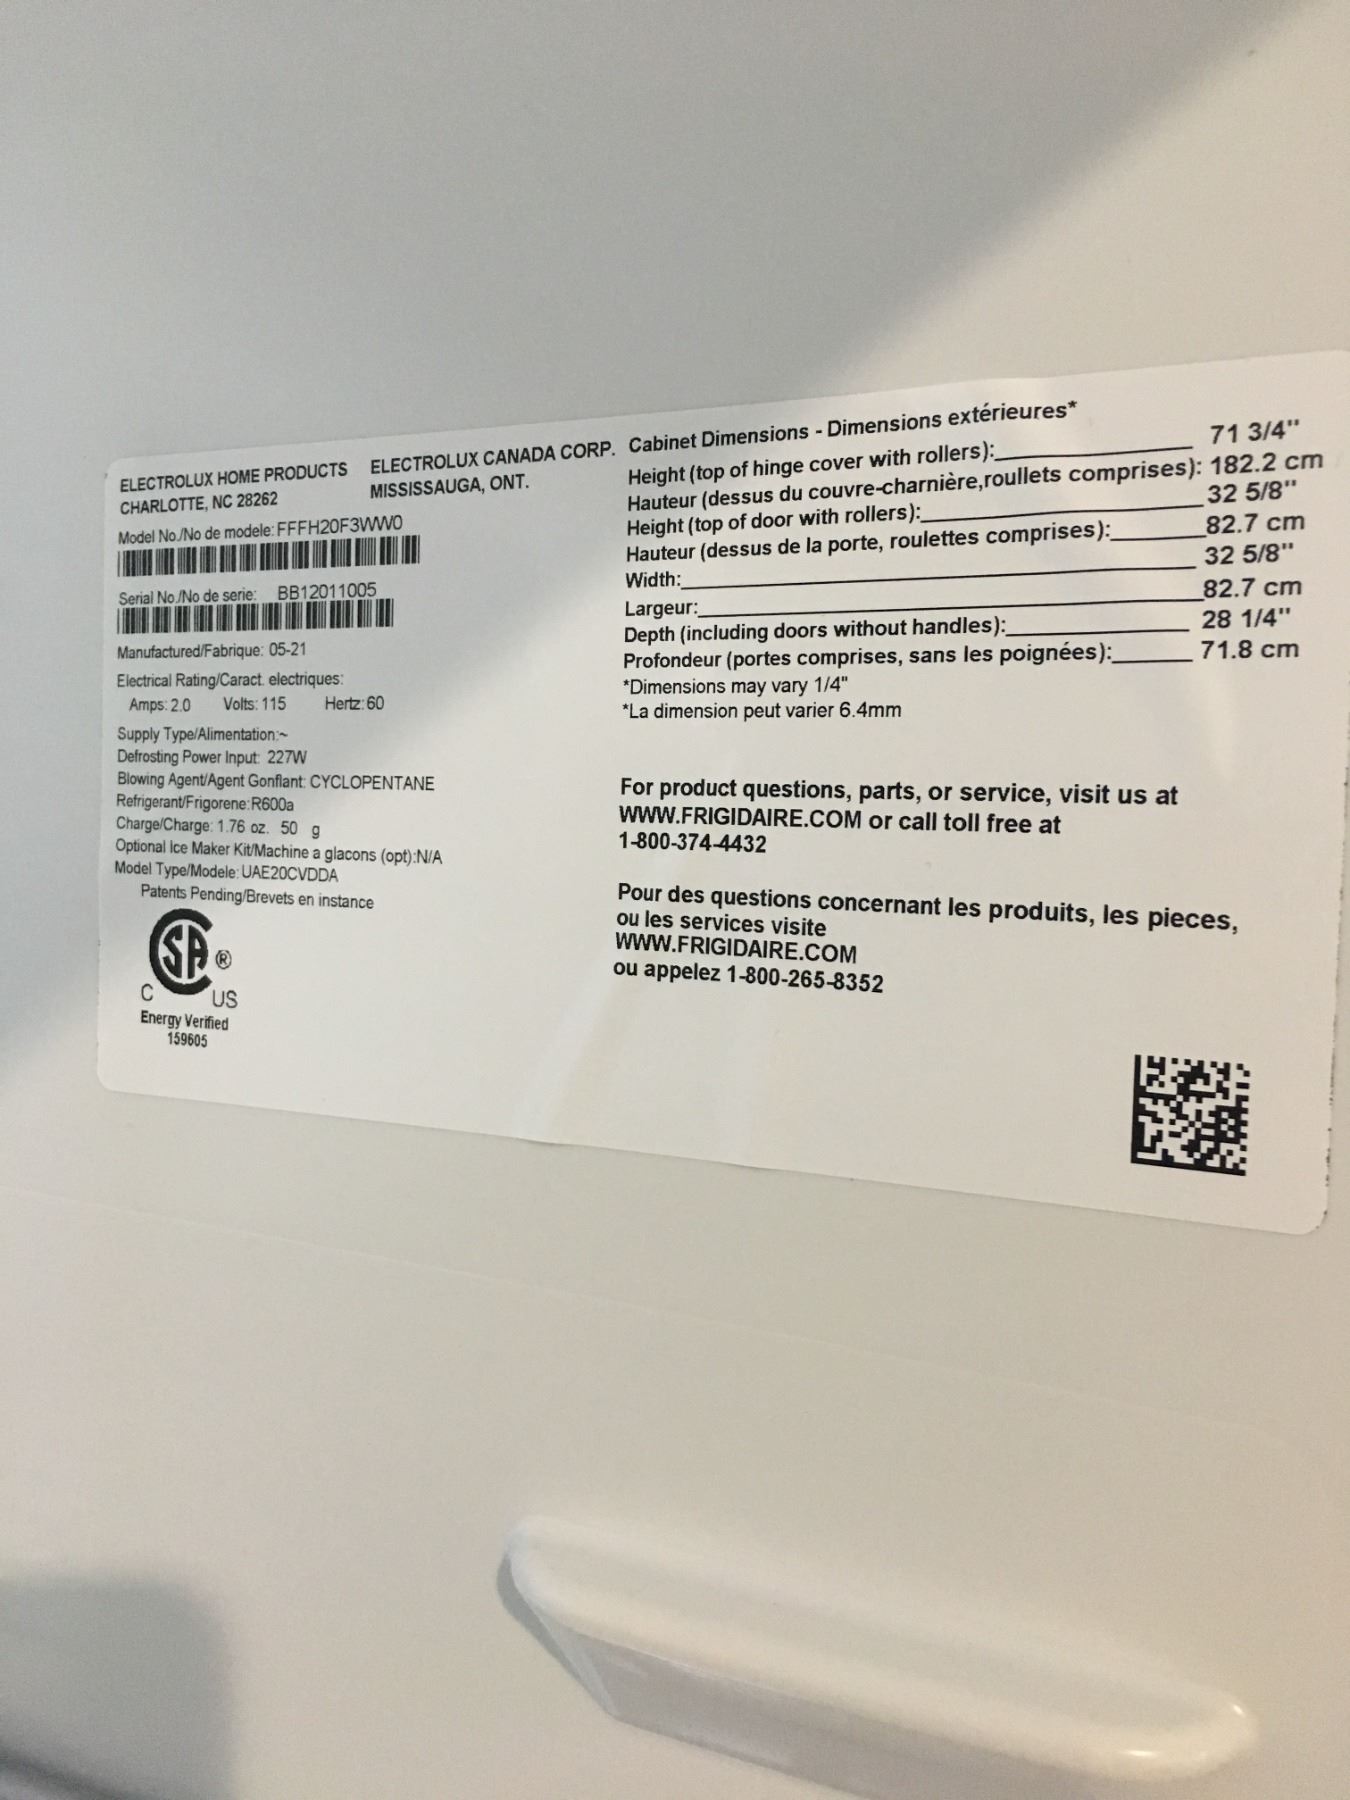 ELECTROLUX HOME PRODUCTS
CHARLOTTE, NC 28262
ELECTROLUX CANADA CORP.
MISSISSAUGA, ONT.
Model No./No de modele: FFFH20F3WW0
Serial No./No de serie: BB12011005
Manufactured/Fabrique: 05-21
Electrical Rating/Caract. electriques:
Amps: 2.0 Volts: 115 Hertz: 60
Supply Type/Alimentation:~
Defrosting Power Input: 227W
Blowing Agent/Agent Gonflant: CYCLOPENTANE
Refrigerant/Frigorene: R600a
Charge/Charge: 1.76 oz. 50 g
Optional Ice Maker Kit/Machine a glacons (opt):N/A
Model Type/Modele: UAE20CVDDA
Patents Pending/Brevets en instance
SA ®
C US
Energy Verified
159605
Cabinet Dimensions - Dimensions extérieures*
Height (top of hinge cover with rollers): 71 3/4"
Hauteur (dessus du couvre-charnière,roullets comprises): 182.2 cm
Height (top of door with rollers): 32 5/8"
Hauteur (dessus de la porte, roulettes comprises): 82.7 cm
Width: 32 5/8"
Largeur: 82.7 cm
Depth (including doors without handles): 28 1/4"
Profondeur (portes comprises, sans les poignées): 71.8 cm
*Dimensions may vary 1/4"
*La dimension peut varier 6.4mm
For product questions, parts, or service, visit us at
WWW.FRIGIDAIRE.COM or call toll free at
1-800-374-4432
Pour des questions concernant les produits, les pieces,
ou les services visite
WWW.FRIGIDAIRE.COM
ou appelez 1-800-265-8352